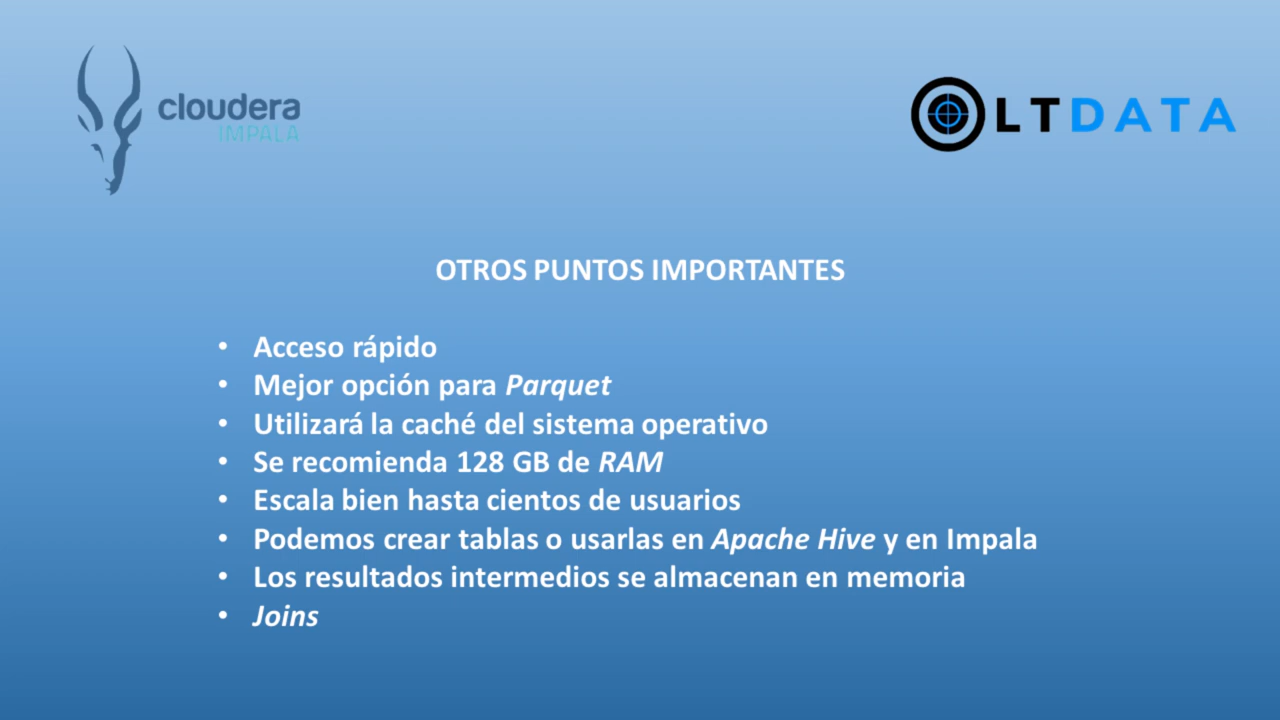 cloudera
IMPALA
LTDATA
OTROS PUNTOS IMPORTANTES
• Acceso rápido
• Mejor opción para Parquet
• Utilizará la caché del sistema operativo
• Se recomienda 128 GB de RAM
• Escala bien hasta cientos de usuarios
• Podemos crear tablas o usarlas en Apache Hive y en Impala
• Los resultados intermedios se almacenan en memoria
• Joins